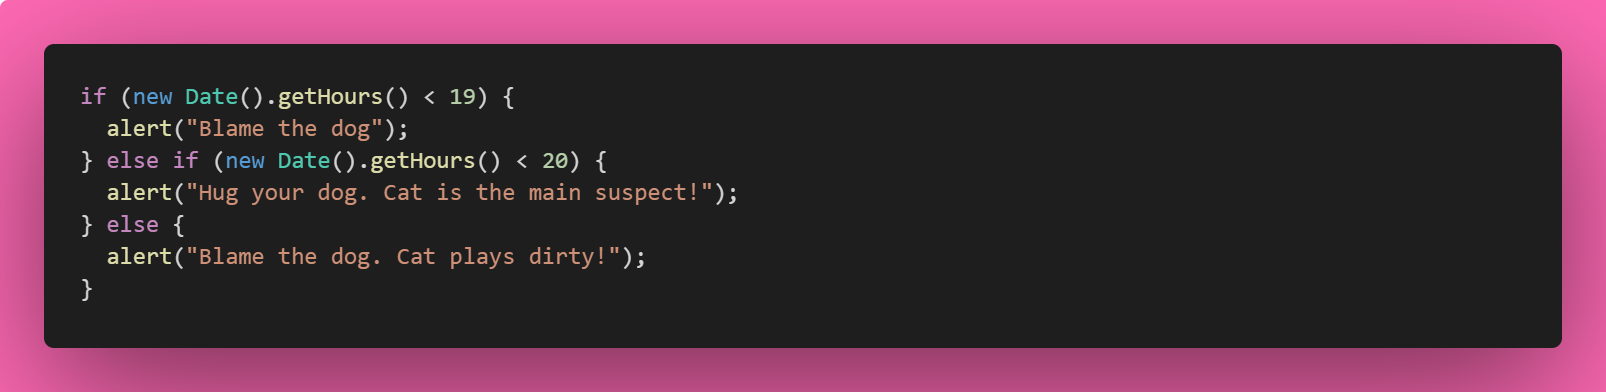 if (new Date().getHours() < 19) {
  alert("Blame the dog");
} else if (new Date().getHours() < 20) {
  alert("Hug your dog. Cat is the main suspect!");
} else {
  alert("Blame the dog. Cat plays dirty!");
}